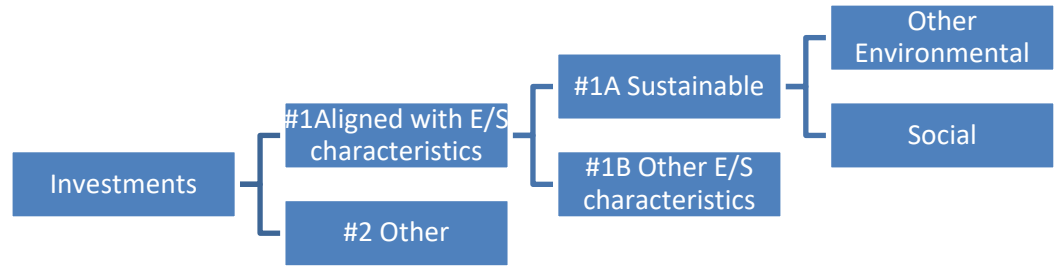 Investments
#1Aligned with E/S
characteristics
#2 Other
#1A Sustainable
#1B Other E/S
characteristics
Other
Environmental
Social